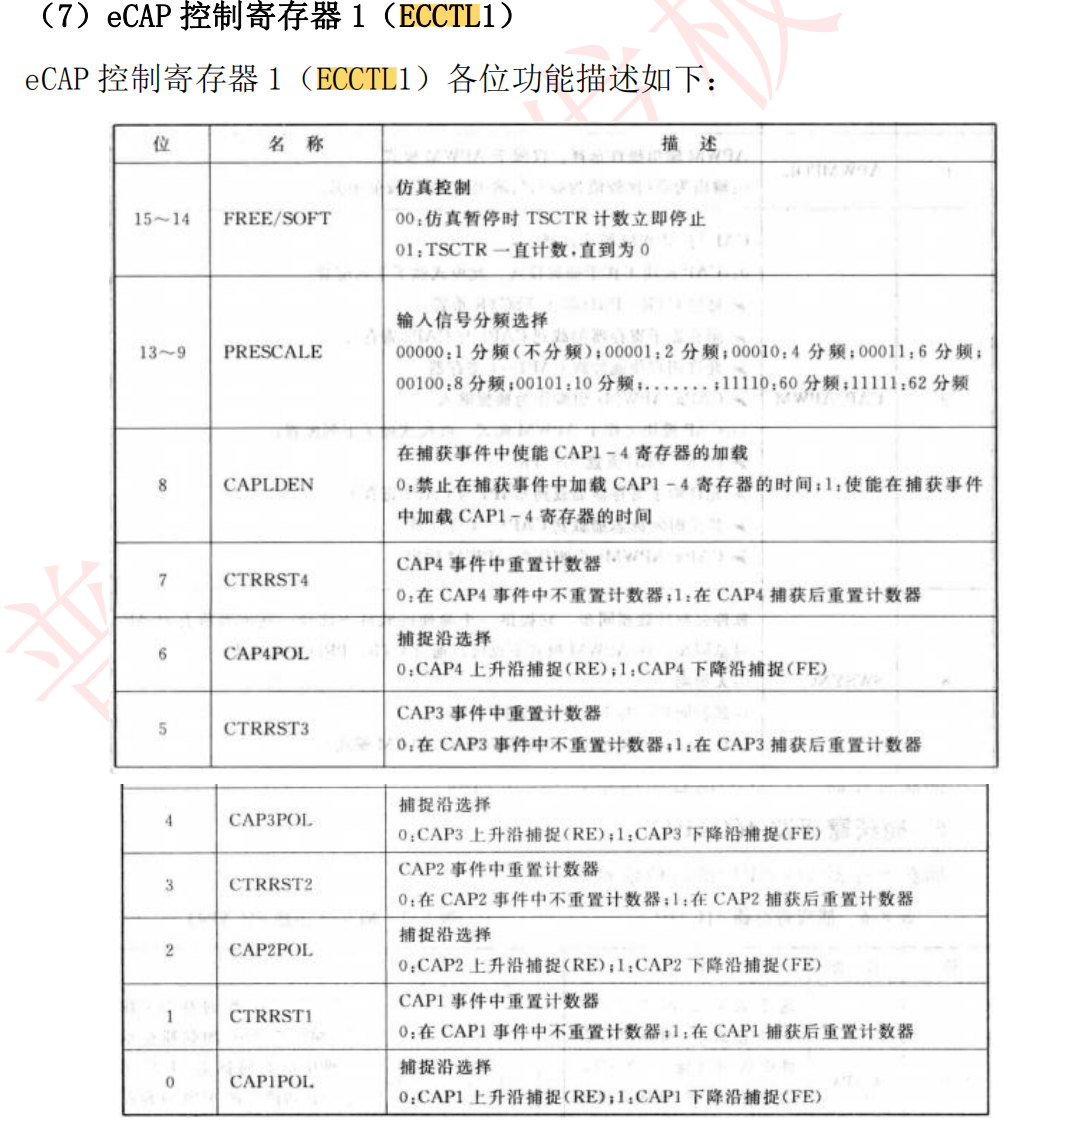 （7）eCAP 控制寄存器 1（ECCTL1）
eCAP 控制寄存器 1（ECCTL1）各位功能描述如下：
位 名 称 描 述
15～14 FREE/SOFT 仿真控制
00:仿真暂停时 TSCTR 计数立即停止
01:TSCTR 一直计数,直到为 0
13～9 PRESCALE 输入信号分频选择
00000:1 分频(不分频);00001:2 分频;00010:4 分频;00011:6 分频;
00100:8 分频;00101:10 分频;.......;11110:60 分频;11111:62 分频
8 CAPLDEN 在捕获事件中使能 CAP1-4 寄存器的加载
0:禁止在捕获事件中加载 CAP1-4 寄存器的时间;1:使能在捕获事件
中加载 CAP1-4 寄存器的时间
7 CTRRST4 CAP4 事件中重置计数器
0:在 CAP4 事件中不重置计数器;1:在 CAP4 捕获后重置计数器
6 CAP4POL 捕捉沿选择
0:CAP4 上升沿捕捉(RE);1:CAP4 下降沿捕捉(FE)
5 CTRRST3 CAP3 事件中重置计数器
0:在 CAP3 事件中不重置计数器;1:在 CAP3 捕获后重置计数器
4 CAP3POL 捕捉沿选择
0:CAP3 上升沿捕捉(RE);1:CAP3 下降沿捕捉(FE)
3 CTRRST2 CAP2 事件中重置计数器
0:在 CAP2 事件中不重置计数器;1:在 CAP2 捕获后重置计数器
2 CAP2POL 捕捉沿选择
0:CAP2 上升沿捕捉(RE);1:CAP2 下降沿捕捉(FE)
1 CTRRST1 CAP1 事件中重置计数器
0:在 CAP1 事件中不重置计数器;1:在 CAP1 捕获后重置计数器
0 CAP1POL 捕捉沿选择
0:CAP1 上升沿捕捉(RE);1:CAP1 下降沿捕捉(FE)
普